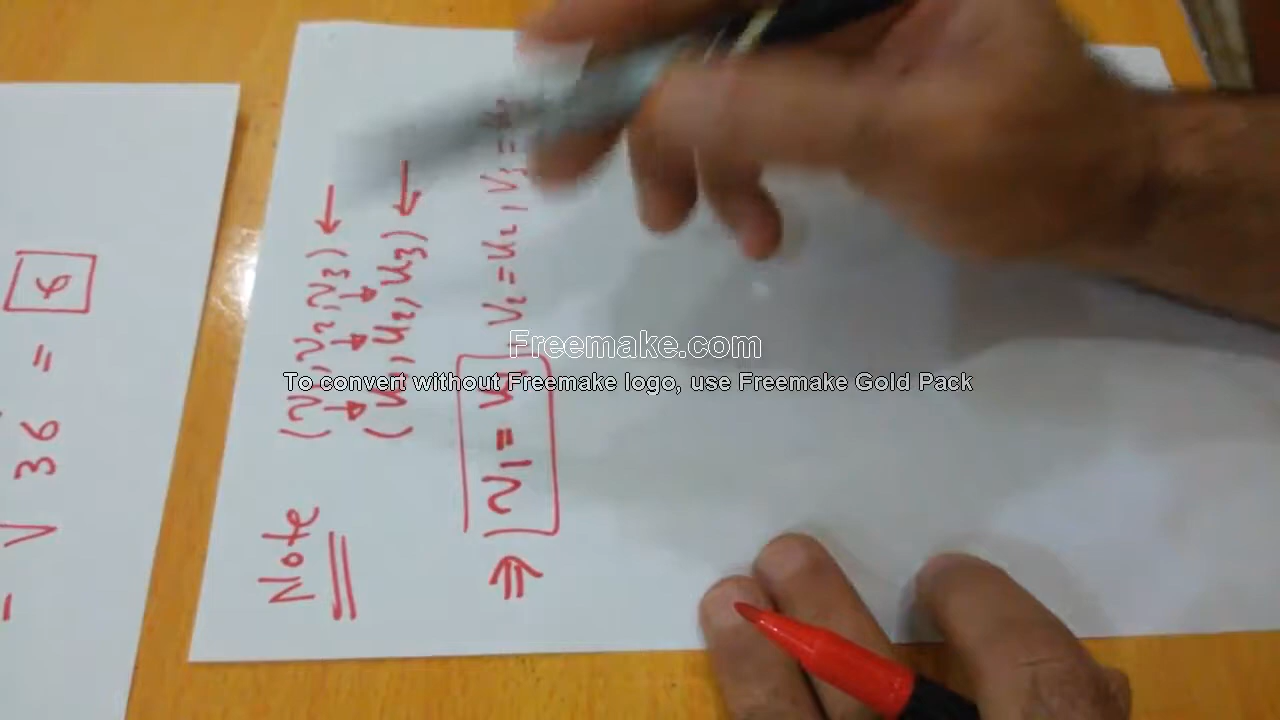 = √ 36 = 6
Note (v1, v2, v3) ←
(u1, u2, u3) ←
⇒ v1 = u1, v2 = u2, v3 =
Freemake.com
To convert without Freemake logo, use Freemake Gold Pack